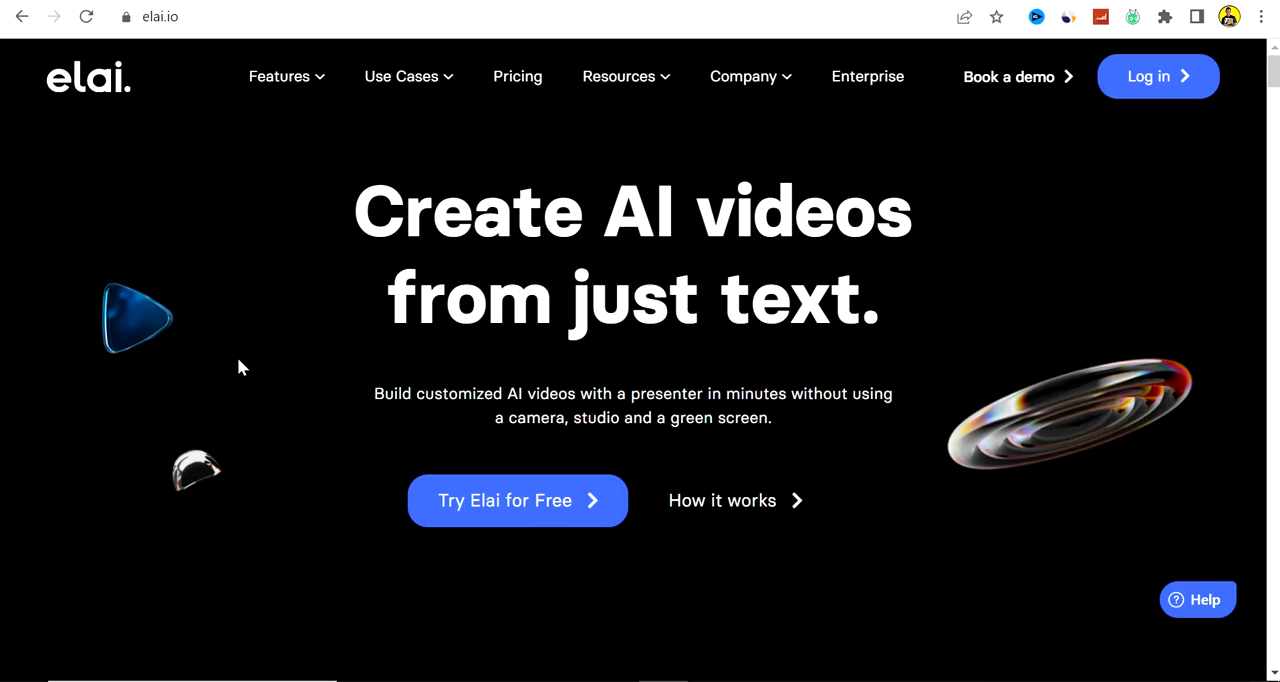 elai.io
elai.
Features
Use Cases
Pricing
Resources
Company
Enterprise
Book a demo
Log in
Create AI videos
from just text.
Build customized AI videos with a presenter in minutes without using
a camera, studio and a green screen.
Try Elai for Free
How it works
Help